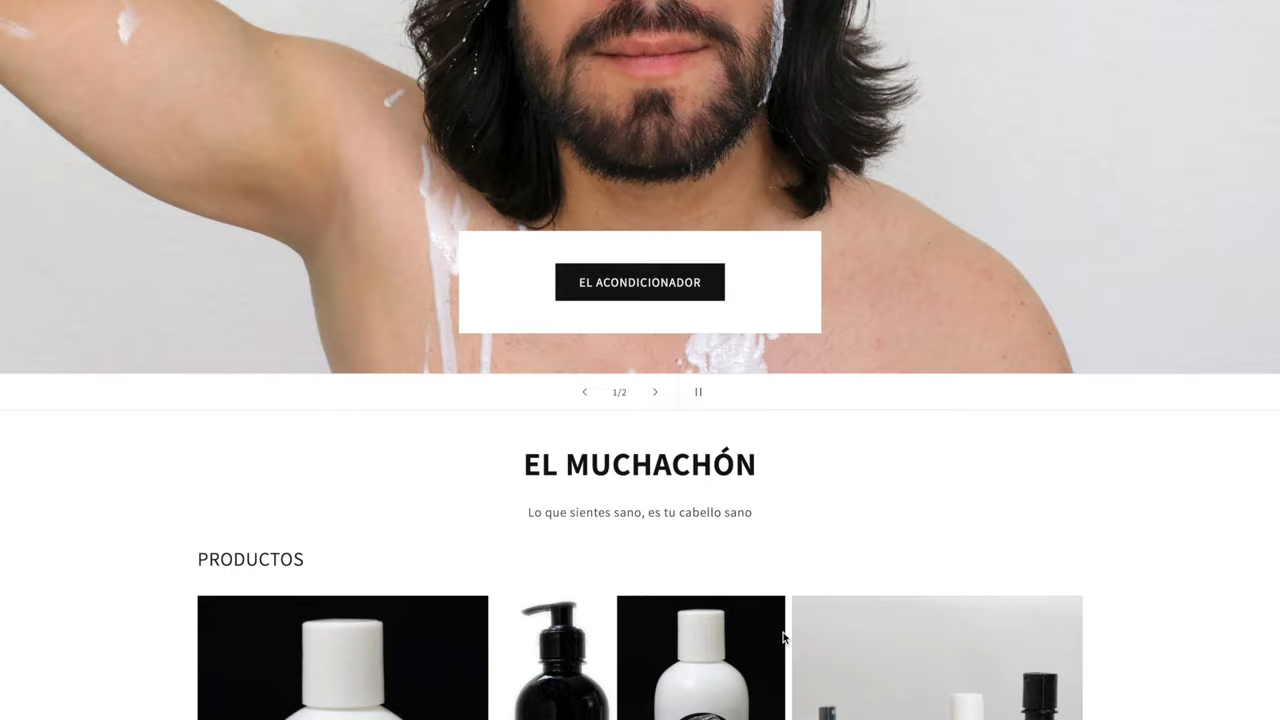 EL ACONDICIONADOR
1/2
EL MUCHACHÓN
Lo que sientes sano, es tu cabello sano
PRODUCTOS